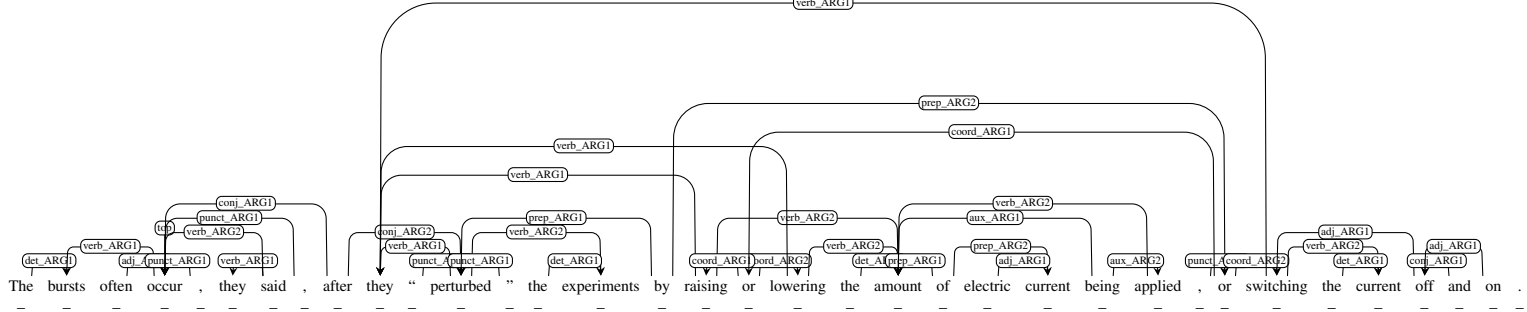 verb_ARG1
prep_ARG2
coord_ARG1
verb_ARG1
verb_ARG1
conj_ARG1 verb_ARG2
punct_ARG1 prep_ARG1 verb_ARG2 aux_ARG1
top verb_ARG2 conj_ARG2 verb_ARG2 adj_ARG1
verb_ARG1 verb_ARG1 verb_ARG2 prep_ARG2 verb_ARG2 adj_ARG1
det_ARG1 punct_ARG1 verb_ARG1 punct_ARG1 det_ARG1 coord_ARG1 prep_ARG1 adj_ARG1 aux_ARG2 coord_ARG2 det_ARG1 conj_ARG1
The bursts often occur , they said , after they “ perturbed ” the experiments by raising or lowering the amount of electric current being applied , or switching the current off and on .